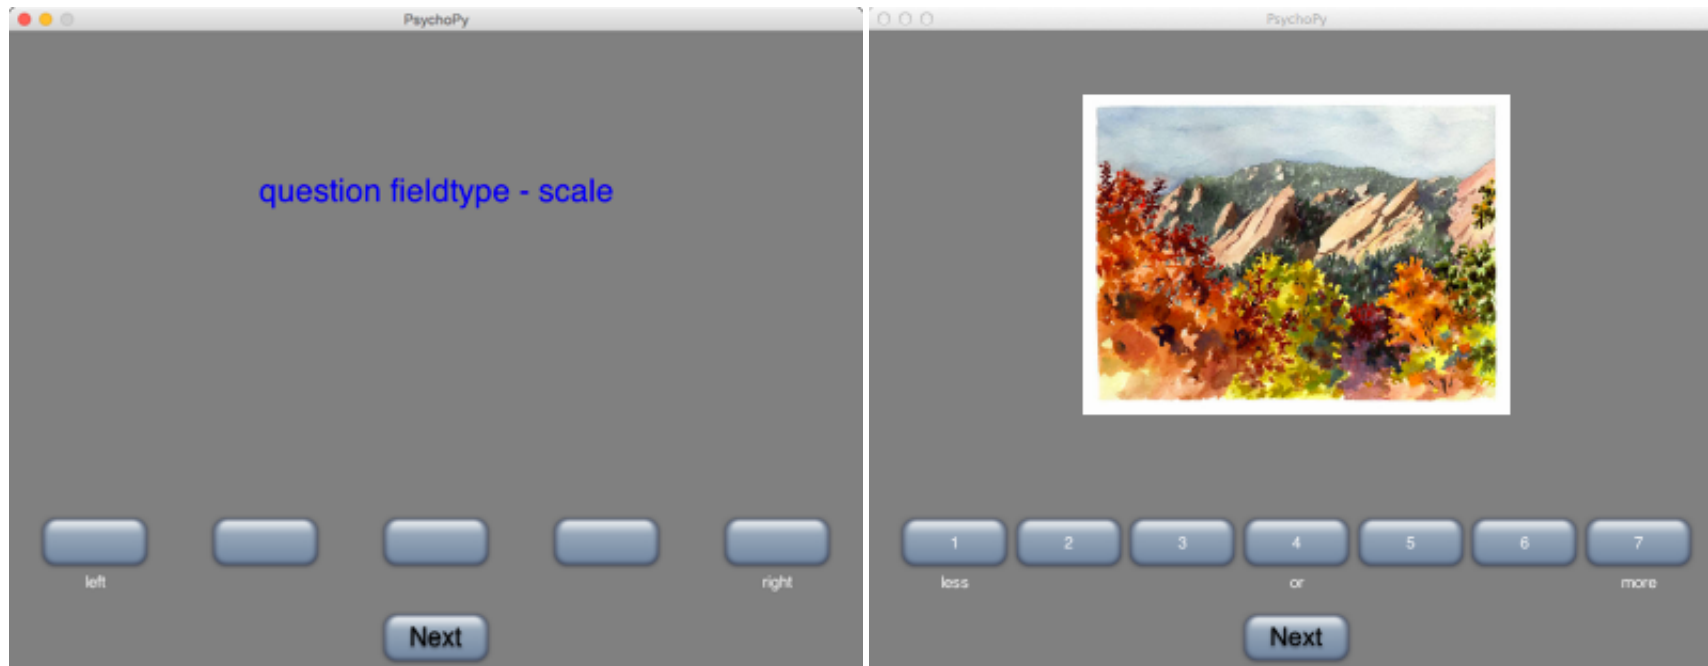 PsychoPy
question fieldtype - scale
left right
Next
PsychoPy
1 2 3 4 5 6 7
less or more
Next